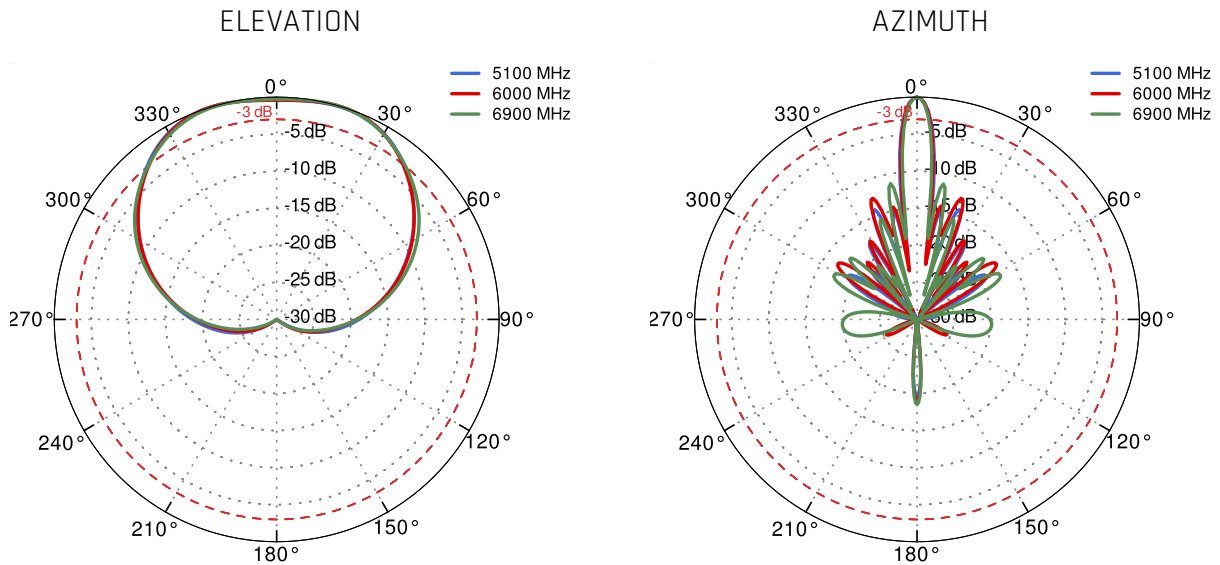 ELEVATION
5100 MHz
6000 MHz
6900 MHz
0°
330°
-3 dB
30°
-5 dB
-10 dB
300°
-15 dB
60°
-20 dB
-25 dB
270°
-30 dB
90°
240°
120°
210°
150°
180°
AZIMUTH
5100 MHz
6000 MHz
6900 MHz
0°
330°
-3 dB
30°
-5 dB
-10 dB
300°
60°
270°
-30 dB
90°
240°
120°
210°
150°
180°